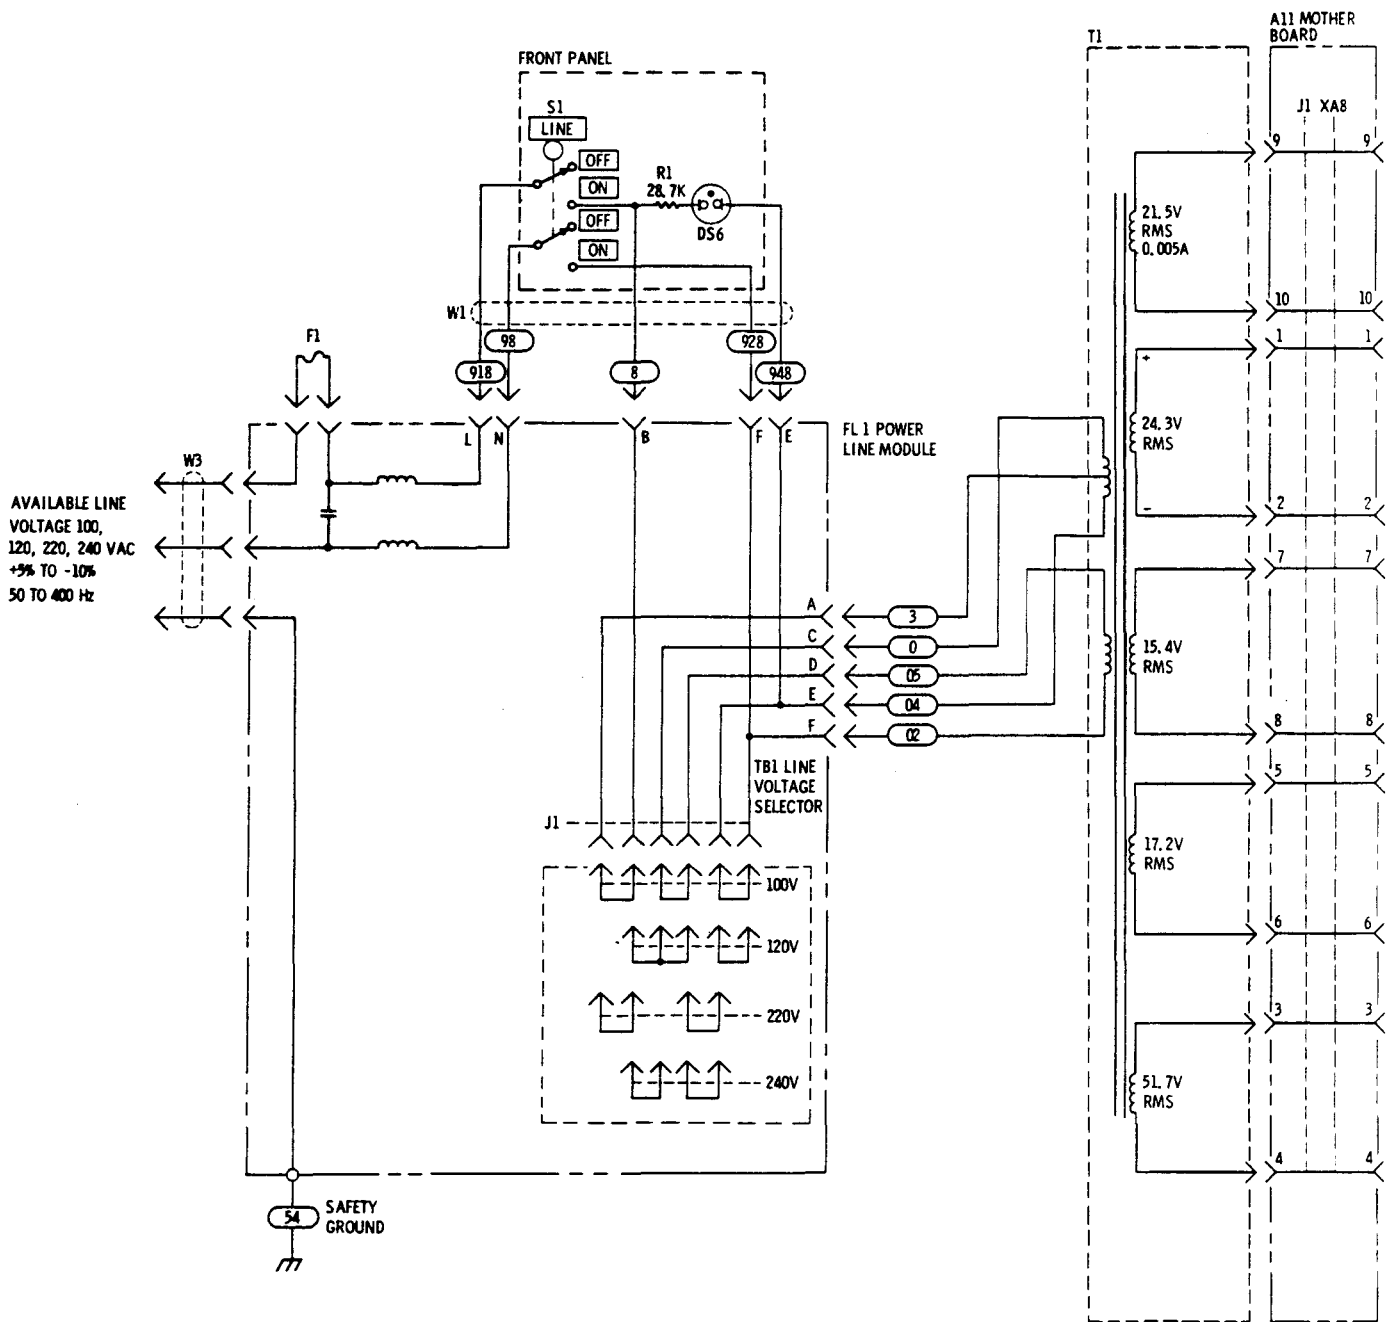 A11 MOTHER
BOARD
T1
FRONT PANEL
J1 XA8
S1
LINE
OFF
ON
R1
28.7K
OFF
ON
DS6
9
9
21.5V
RMS
0.005A
10
10
W1
98
928
918
8
948
F1
1
1
+
24.3V
RMS
-
2
2
L
N
B
F
E
FL 1 POWER
LINE MODULE
W3
AVAILABLE LINE
VOLTAGE 100,
120, 220, 240 VAC
+5% TO -10%
50 TO 400 Hz
7
7
15.4V
RMS
8
8
A
3
C
0
D
05
E
04
F
02
TB1 LINE
VOLTAGE
SELECTOR
J1
100V
120V
220V
240V
5
5
17.2V
RMS
6
6
3
3
51.7V
RMS
4
4
54
SAFETY
GROUND